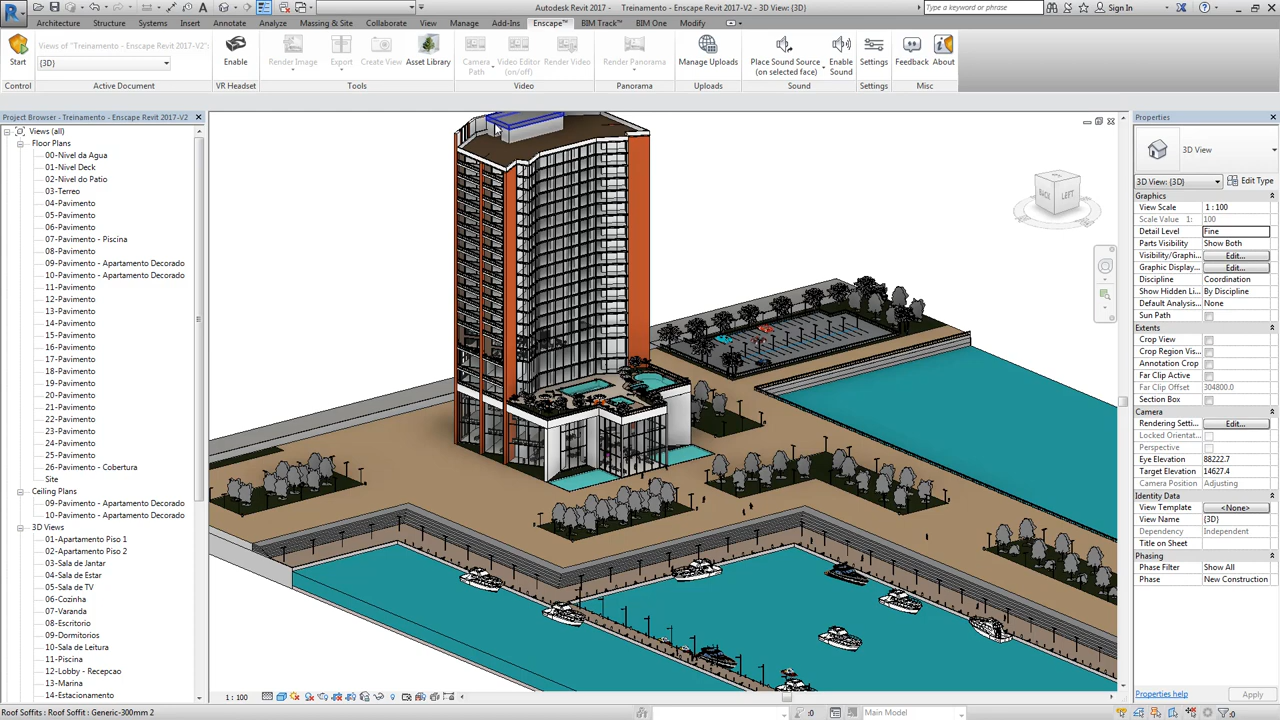 Autodesk Revit 2017 - Treinamento - Enscape Revit 2017-V2 - 3D View: {3D}
Type a keyword or phrase
Sign In
Architecture Structure Systems Insert Annotate Analyze Massing & Site Collaborate View Manage Add-Ins Enscape™ BIM Track™ BIM One Modify
Start
Views of "Treinamento - Enscape Revit 2017-V2":
{3D}
Enable
Render Image
Export
Create View
Asset Library
Camera Path
Video Editor (on/off)
Render Video
Render Panorama
Manage Uploads
Place Sound Source (on selected face)
Enable Sound
Settings
Feedback
About
Control Active Document VR Headset Tools Video Panorama Uploads Sound Settings Misc
Project Browser - Treinamento - Enscape Revit 2017-V2
Views (all)
Floor Plans
00-Nivel da Agua
01-Nivel Deck
02-Nivel do Patio
03-Terreo
04-Pavimento
05-Pavimento
06-Pavimento
07-Pavimento - Piscina
08-Pavimento
09-Pavimento - Apartamento Decorado
10-Pavimento - Apartamento Decorado
11-Pavimento
12-Pavimento
13-Pavimento
14-Pavimento
15-Pavimento
16-Pavimento
17-Pavimento
18-Pavimento
19-Pavimento
20-Pavimento
21-Pavimento
22-Pavimento
23-Pavimento
24-Pavimento
25-Pavimento
26-Pavimento - Cobertura
Site
Ceiling Plans
09-Pavimento - Apartamento Decorado
10-Pavimento - Apartamento Decorado
3D Views
01-Apartamento Piso 1
02-Apartamento Piso 2
03-Sala de Jantar
04-Sala de Estar
05-Sala de TV
06-Cozinha
07-Varanda
08-Escritorio
09-Dormitorios
10-Sala de Leitura
11-Piscina
12-Lobby - Recepcao
13-Marina
14-Estacionamento
BACK LEFT
Properties
3D View
3D View: {3D} Edit Type
Graphics
View Scale 1 : 100
Scale Value 1: 100
Detail Level Fine
Parts Visibility Show Both
Visibility/Graphi... Edit...
Graphic Display... Edit...
Discipline Coordination
Show Hidden Li... By Discipline
Default Analysis... None
Sun Path
Extents
Crop View
Crop Region Vis...
Annotation Crop
Far Clip Active
Far Clip Offset 304800.0
Section Box
Camera
Rendering Setti... Edit...
Locked Orientat...
Perspective
Eye Elevation 88222.7
Target Elevation 14627.4
Camera Position Adjusting
Identity Data
View Template <None>
View Name {3D}
Dependency Independent
Title on Sheet
Phasing
Phase Filter Show All
Phase New Construction
Properties help Apply
1 : 100
Roof Soffits : Roof Soffit : Generic-300mm 2
:0
Main Model
:0